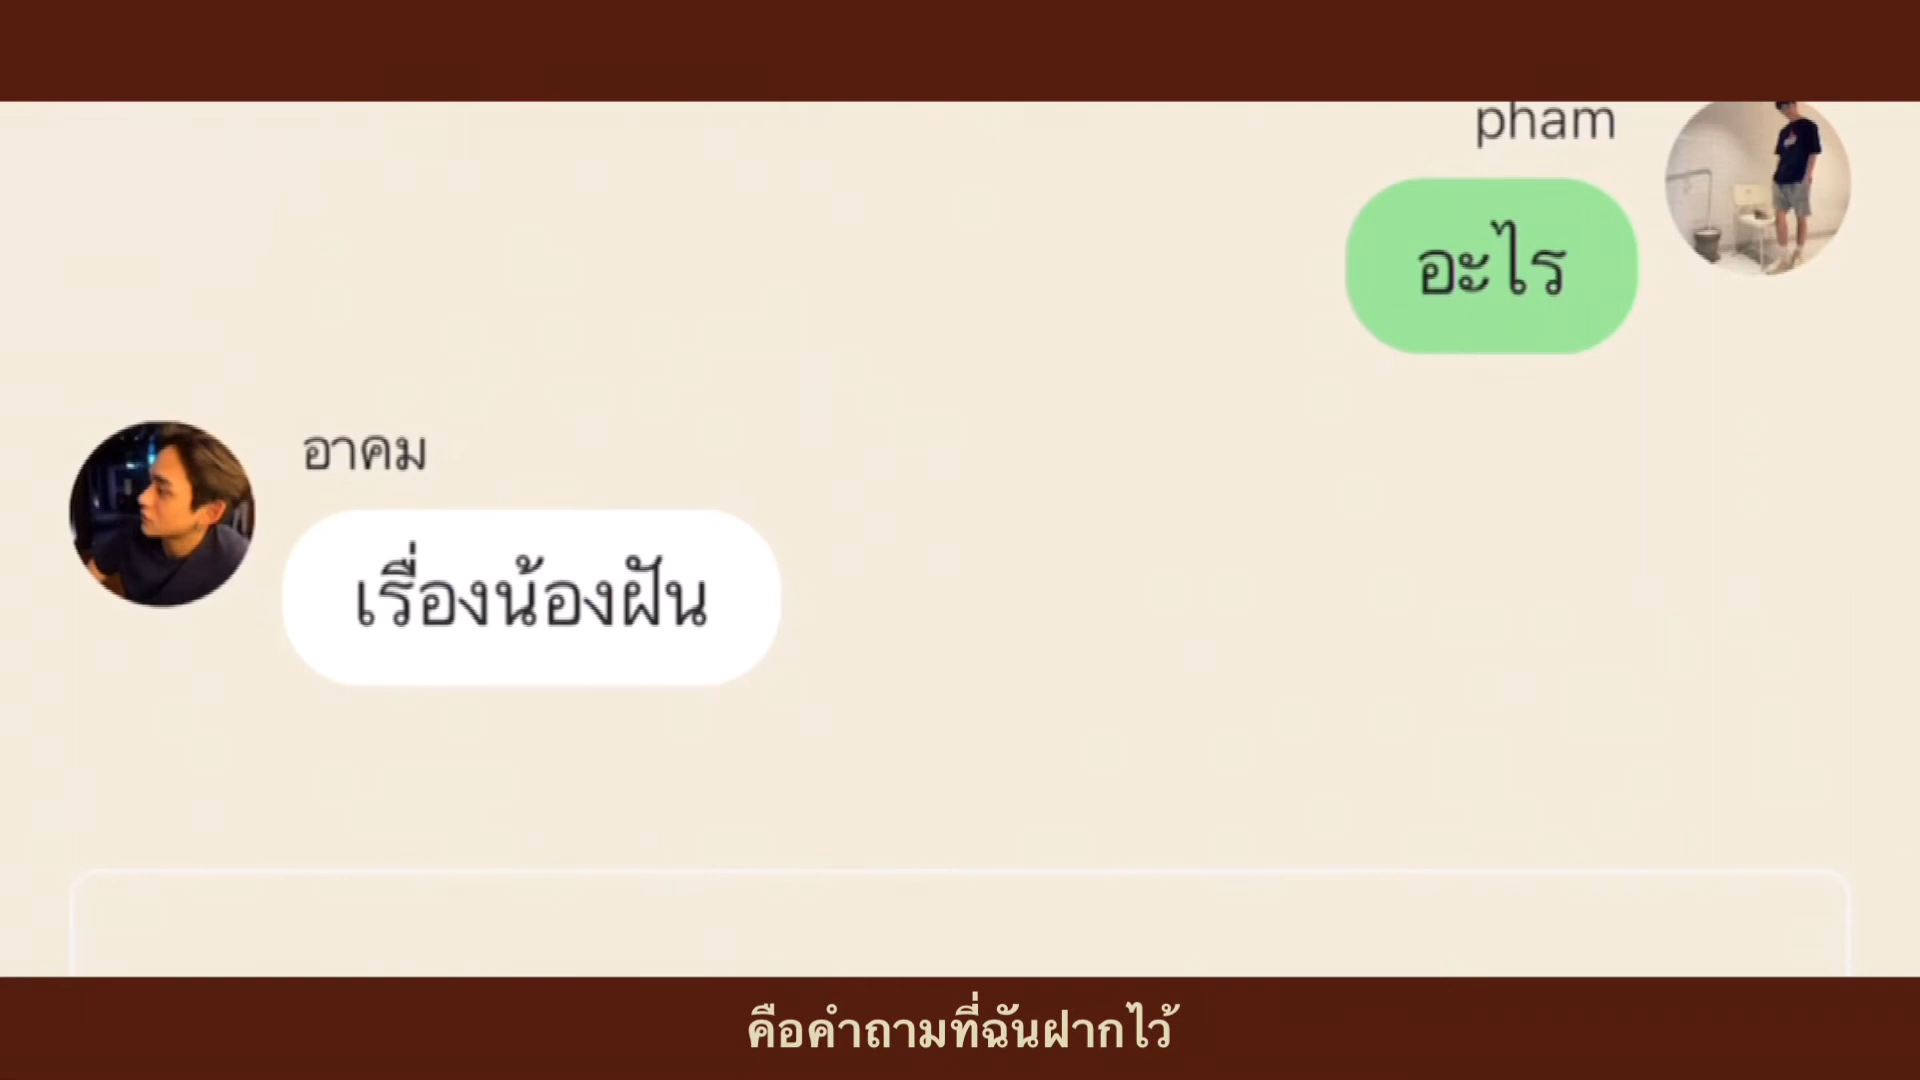 pham
อะไร
อาคม
เรื่องน้องฝัน
คือคำถามที่ฉันฝากไว้